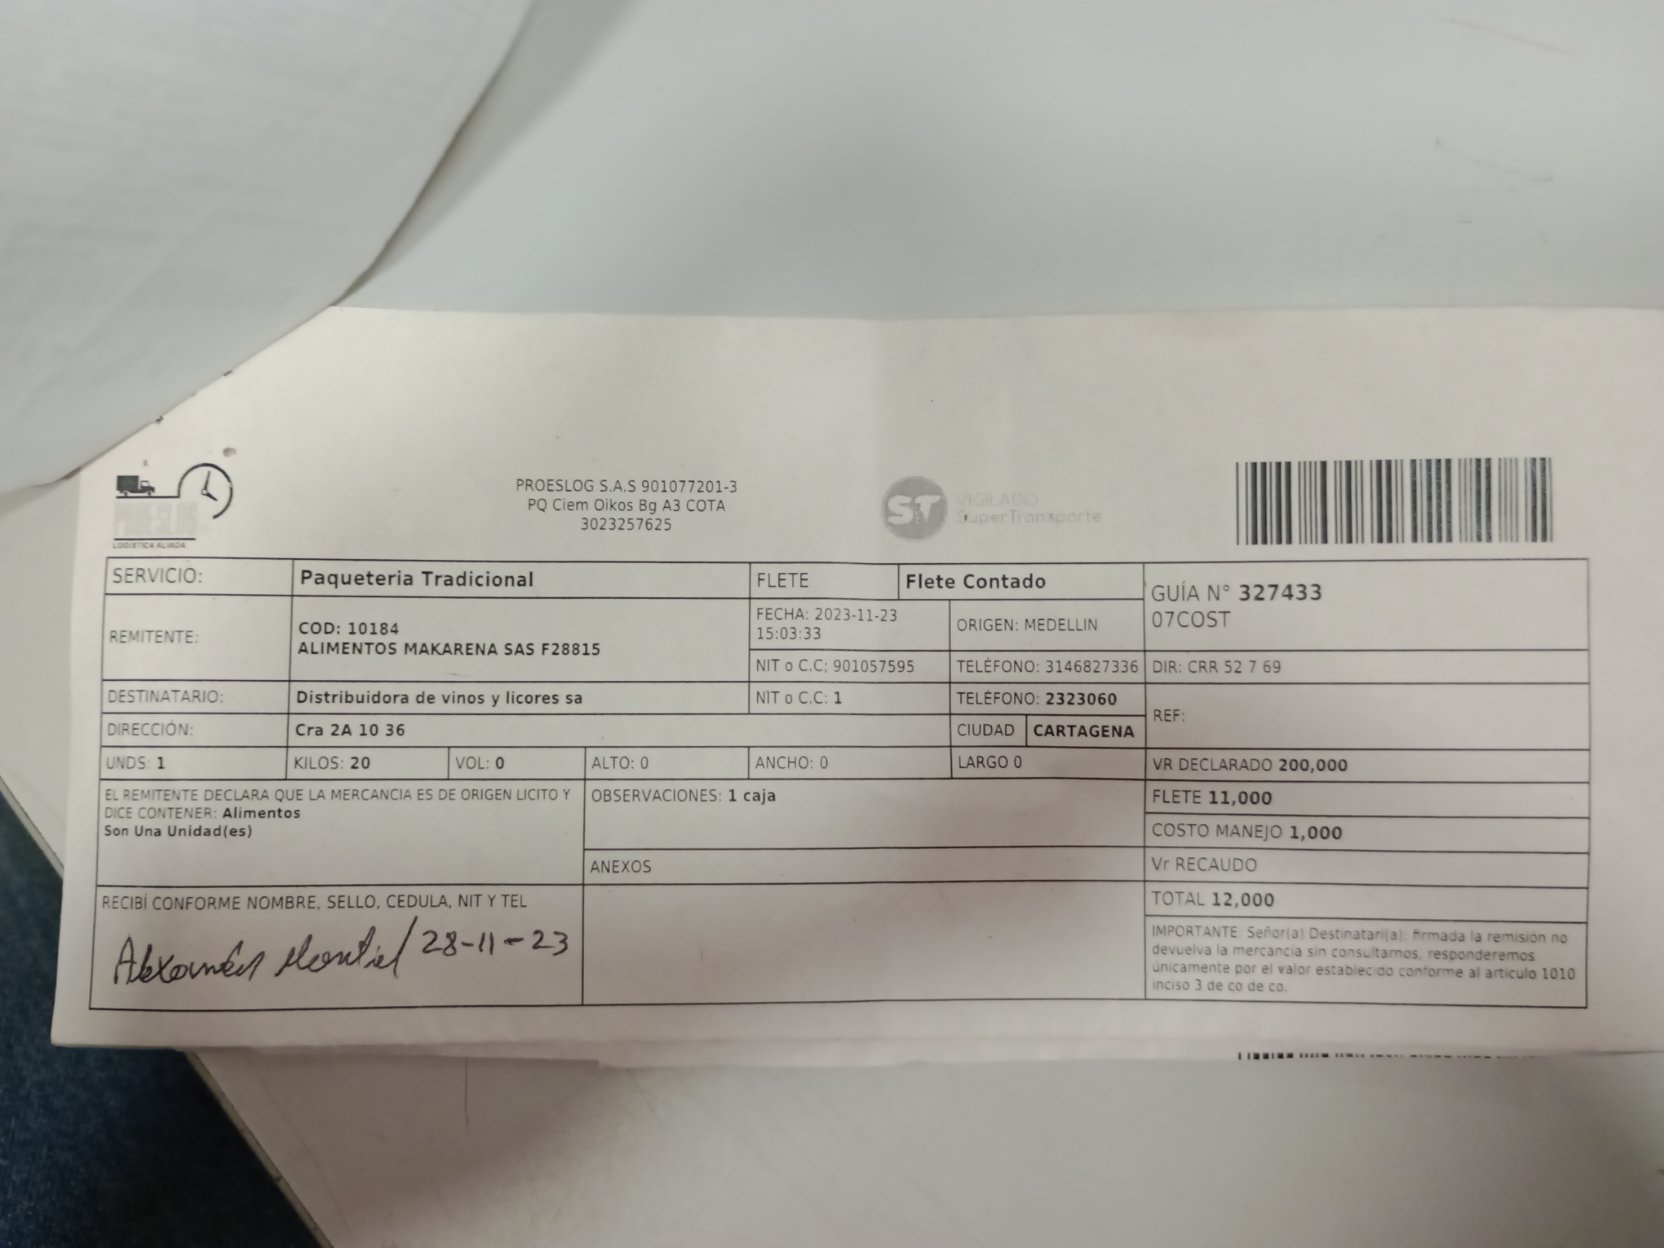 PROESLOG
LOGISTICA ALIADA
PROESLOG S.A.S 901077201-3
PQ Ciem Oikos Bg A3 COTA
3023257625
ST
VIGILADO
SuperTransporte
SERVICIO: Paqueteria Tradicional FLETE Flete Contado
GUÍA N° 327433
07COST
REMITENTE: COD: 10184
ALIMENTOS MAKARENA SAS F28815
FECHA: 2023-11-23
15:03:33
ORIGEN: MEDELLIN
NIT o C.C; 901057595 TELÉFONO: 3146827336 DIR: CRR 52 7 69
DESTINATARIO: Distribuidora de vinos y licores sa NIT o C.C: 1 TELÉFONO: 2323060
REF:
DIRECCIÓN: Cra 2A 10 36 CIUDAD CARTAGENA
UNDS: 1 KILOS: 20 VOL: 0 ALTO: 0 ANCHO: 0 LARGO 0 VR DECLARADO 200,000
EL REMITENTE DECLARA QUE LA MERCANCIA ES DE ORIGEN LICITO Y
DICE CONTENER: Alimentos
Son Una Unidad(es)
OBSERVACIONES: 1 caja
FLETE 11,000
COSTO MANEJO 1,000
ANEXOS
Vr RECAUDO
RECIBÍ CONFORME NOMBRE, SELLO, CEDULA, NIT Y TEL
TOTAL 12,000
28-11-23
IMPORTANTE: Señor(a) Destinatari(a): firmada la remisión no
devuelva la mercancia sin consultarnos, responderemos
únicamente por el valor establecido conforme al articulo 1010
inciso 3 de co de co.